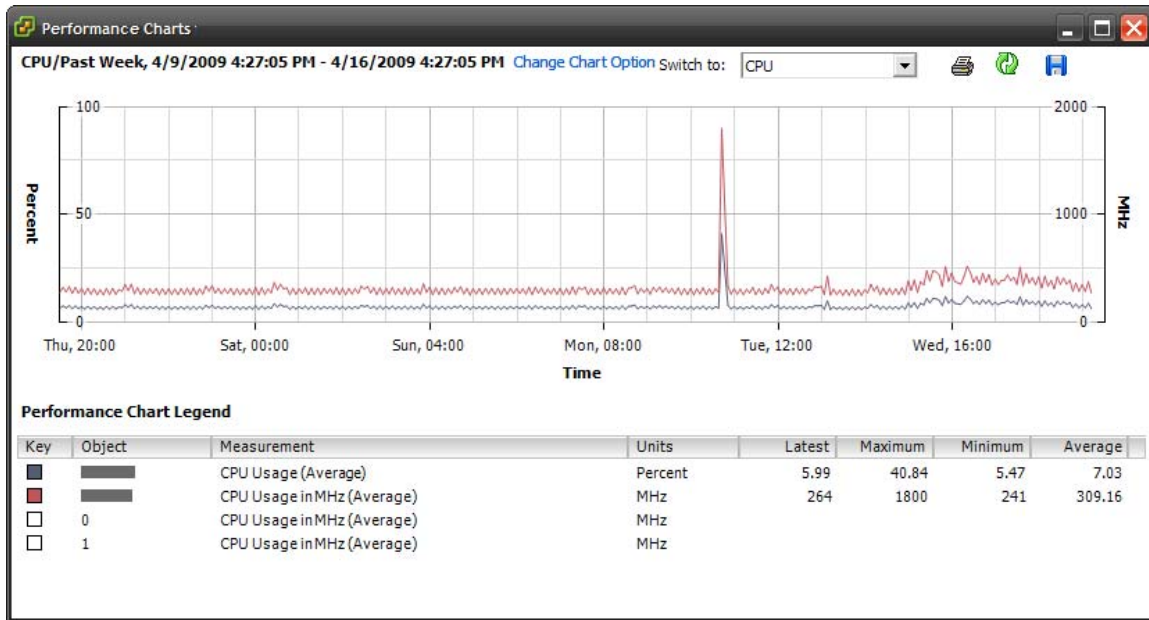 Performance Charts
CPU/Past Week, 4/9/2009 4:27:05 PM - 4/16/2009 4:27:05 PM Change Chart Option Switch to: CPU
100 2000
Percent
50 1000
MHz
0 0
Thu, 20:00 Sat, 00:00 Sun, 04:00 Mon, 08:00 Tue, 12:00 Wed, 16:00
Time
Performance Chart Legend
Key Object Measurement Units Latest Maximum Minimum Average
CPU Usage (Average) Percent 5.99 40.84 5.47 7.03
CPU Usage in MHz (Average) MHz 264 1800 241 309.16
0 CPU Usage in MHz (Average) MHz
1 CPU Usage in MHz (Average) MHz